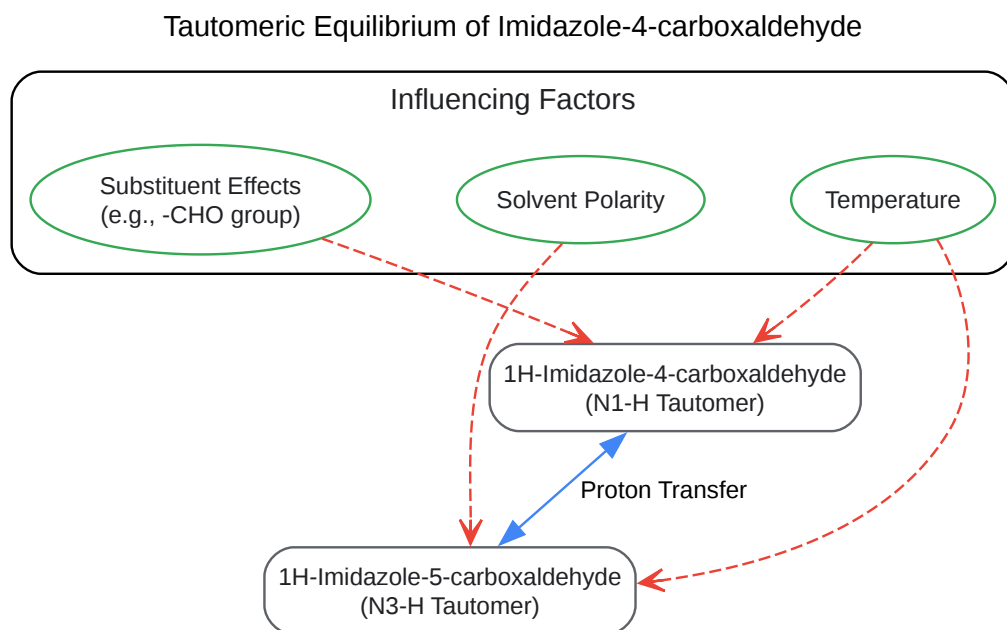 Tautomeric Equilibrium of Imidazole-4-carboxaldehyde
Influencing Factors
Substituent Effects
(e.g., -CHO group)
Solvent Polarity
Temperature
1H-Imidazole-4-carboxaldehyde
(N1-H Tautomer)
Proton Transfer
1H-Imidazole-5-carboxaldehyde
(N3-H Tautomer)